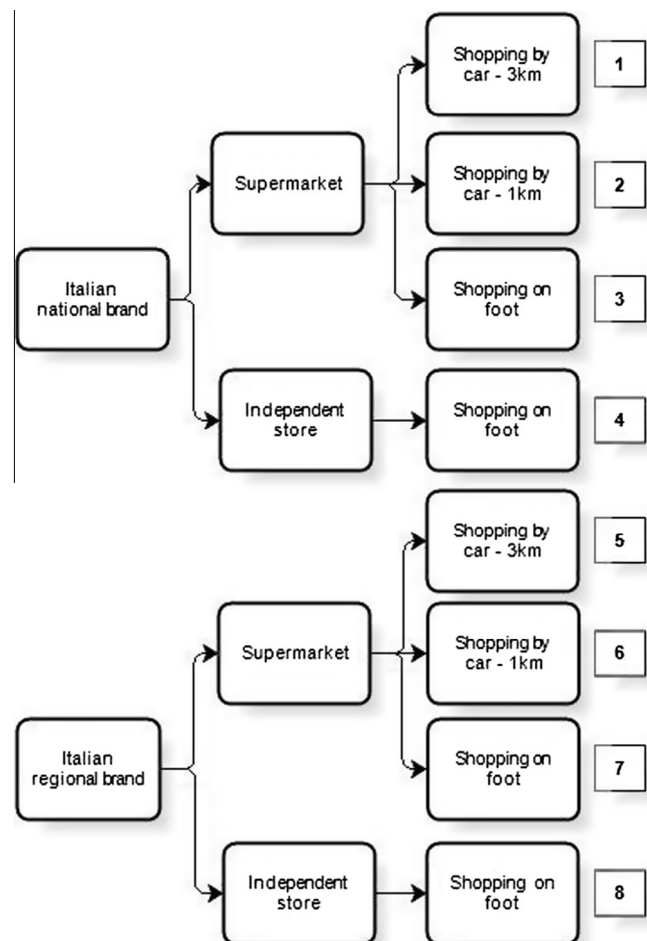 Shopping by
car - 3km
1
Supermarket
Shopping by
car - 1km
2
Italian
national brand
Shopping on
foot
3
Independent
store
Shopping on
foot
4
Shopping by
car - 3km
5
Supermarket
Shopping by
car - 1km
6
Italian
regional brand
Shopping on
foot
7
Independent
store
Shopping on
foot
8